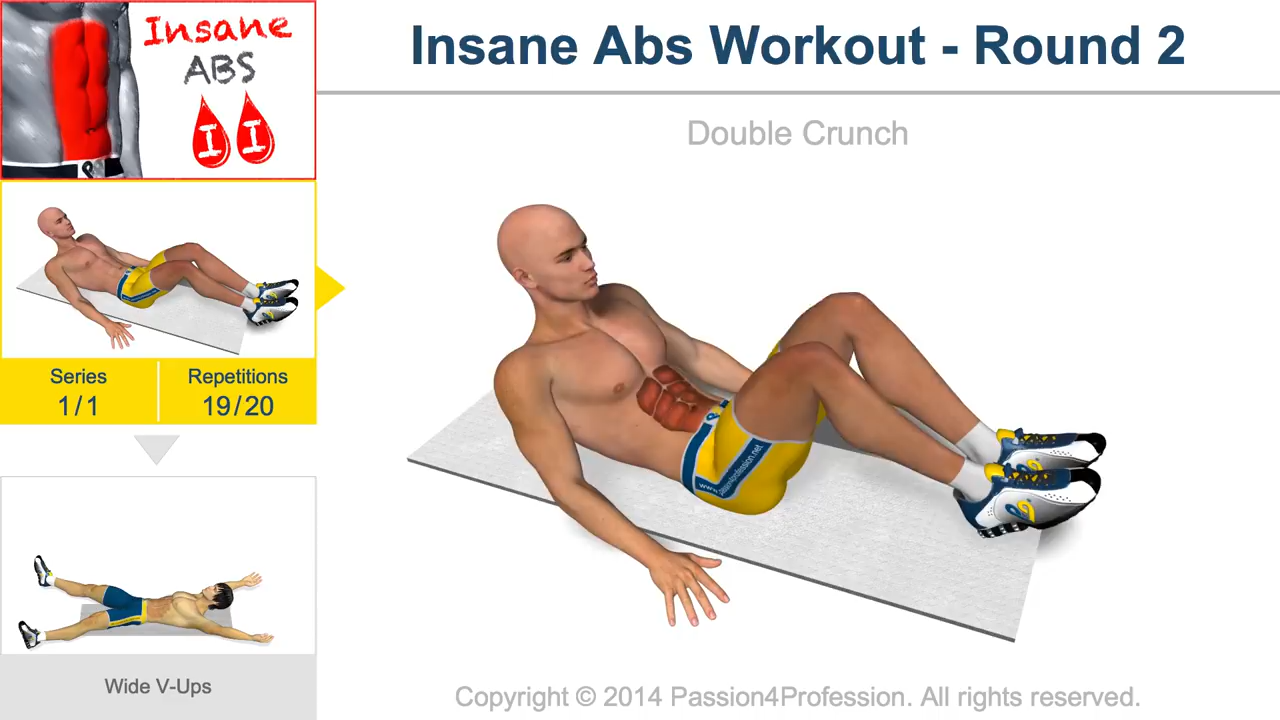 Insane
ABS
I I
Insane Abs Workout - Round 2
Double Crunch
Series
1/1
Repetitions
19/20
Wide V-Ups
Copyright © 2014 Passion4Profession. All rights reserved.